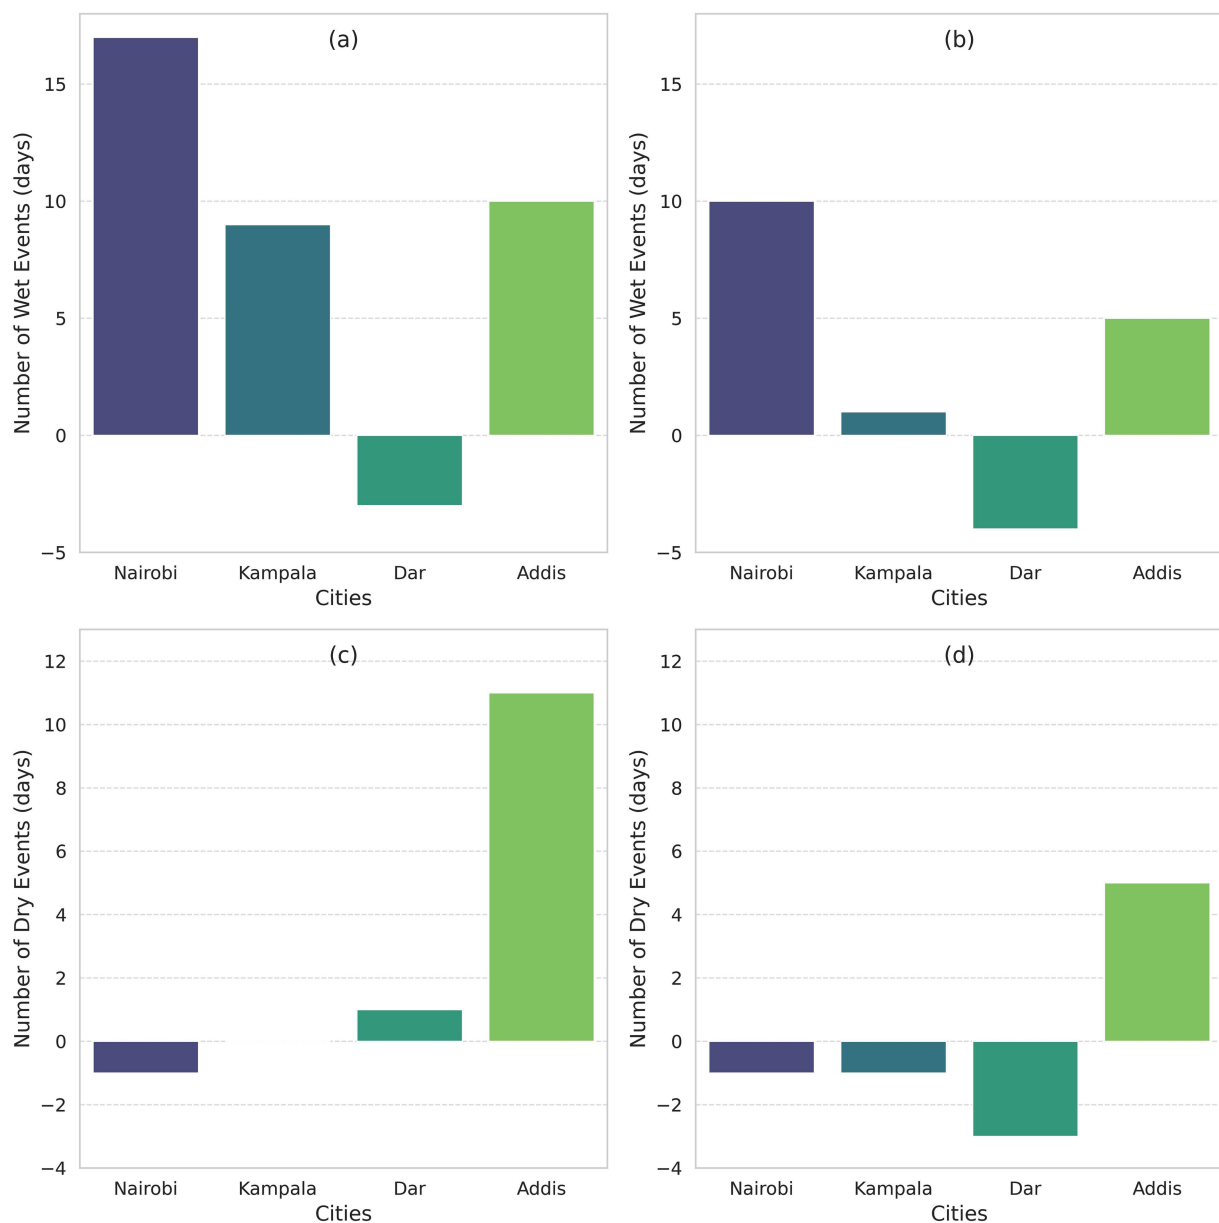 (a)
Number of Wet Events (days)
15
10
5
0
−5
Nairobi Kampala Dar Addis
Cities
(b)
Number of Wet Events (days)
15
10
5
0
−5
Nairobi Kampala Dar Addis
Cities
(c)
Number of Dry Events (days)
12
10
8
6
4
2
0
−2
−4
Nairobi Kampala Dar Addis
Cities
(d)
Number of Dry Events (days)
12
10
8
6
4
2
0
−2
−4
Nairobi Kampala Dar Addis
Cities